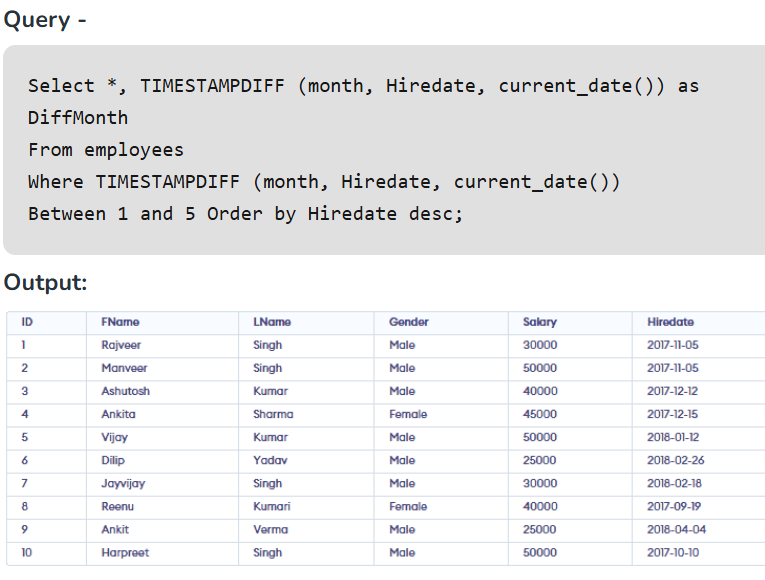 Query -
Select *, TIMESTAMPDIFF (month, Hiredate, current_date()) as
DiffMonth
From employees
Where TIMESTAMPDIFF (month, Hiredate, current_date())
Between 1 and 5 Order by Hiredate desc;
Output:
ID FName LName Gender Salary Hiredate
1 Rajveer Singh Male 30000 2017-11-05
2 Manveer Singh Male 50000 2017-11-05
3 Ashutosh Kumar Male 40000 2017-12-12
4 Ankita Sharma Female 45000 2017-12-15
5 Vijay Kumar Male 50000 2018-01-12
6 Dilip Yadav Male 25000 2018-02-26
7 Jayvijay Singh Male 30000 2018-02-18
8 Reenu Kumari Female 40000 2017-09-19
9 Ankit Verma Male 25000 2018-04-04
10 Harpreet Singh Male 50000 2017-10-10